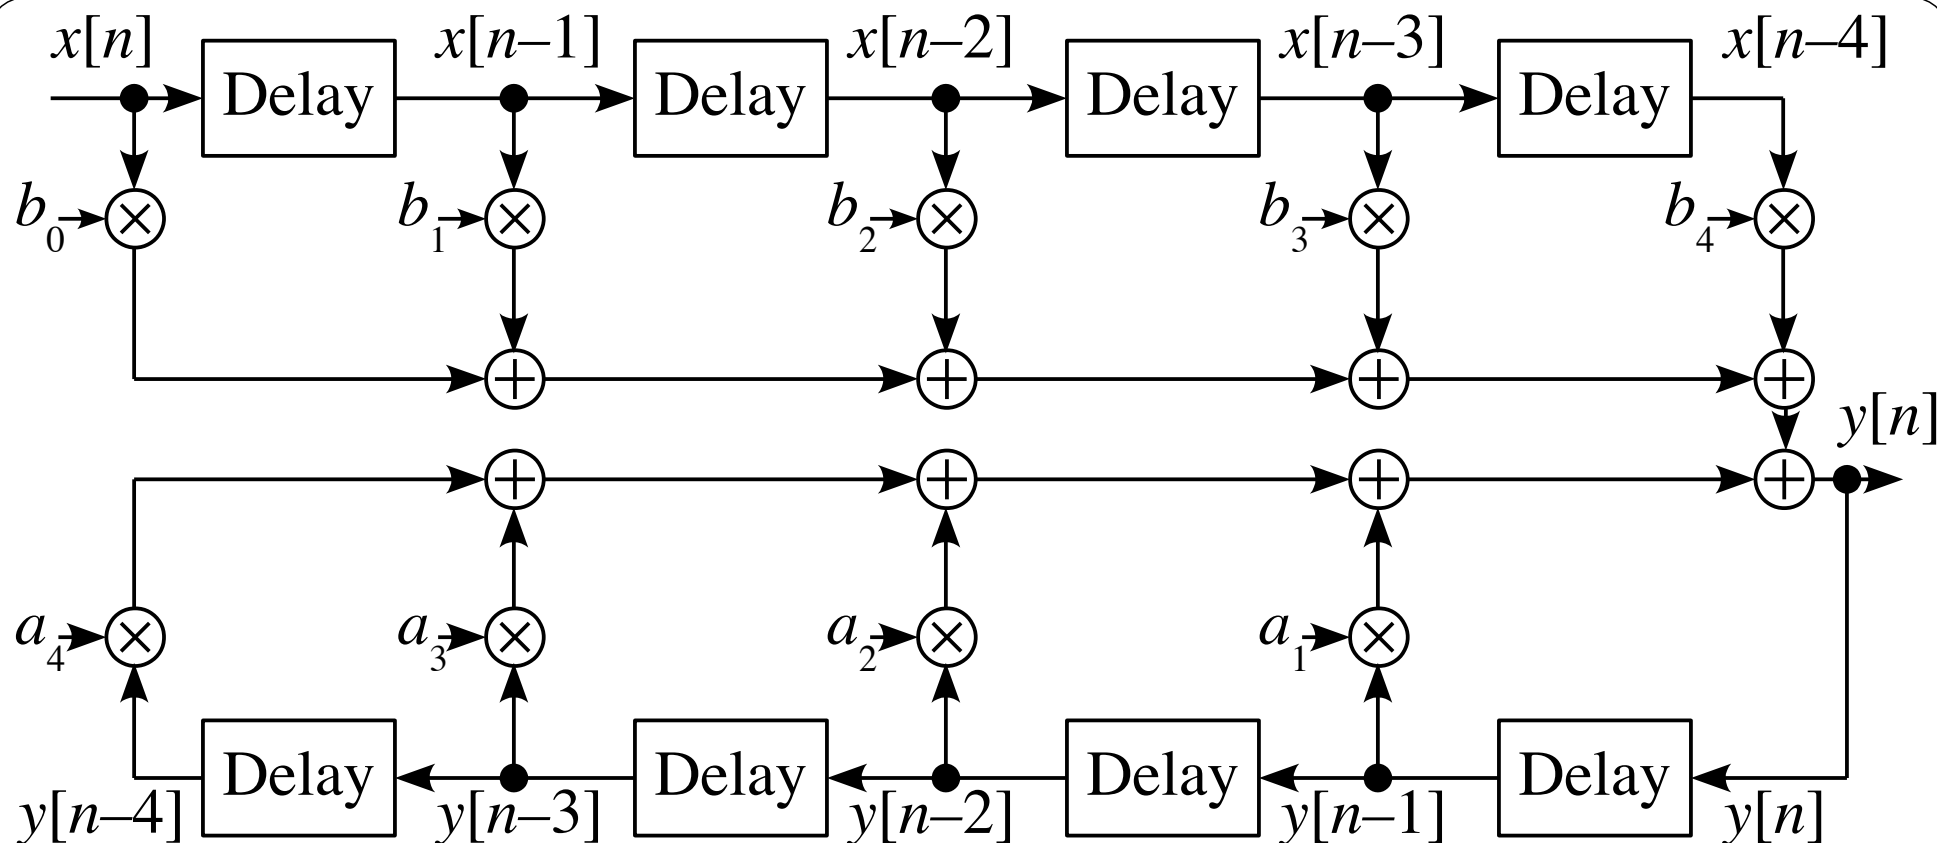 x[n] Delay x[n–1] Delay x[n–2] Delay x[n–3] Delay x[n–4]
b0 b1 b2 b3 b4
y[n]
a4 a3 a2 a1
y[n–4] Delay y[n–3] Delay y[n–2] Delay y[n–1] Delay y[n]